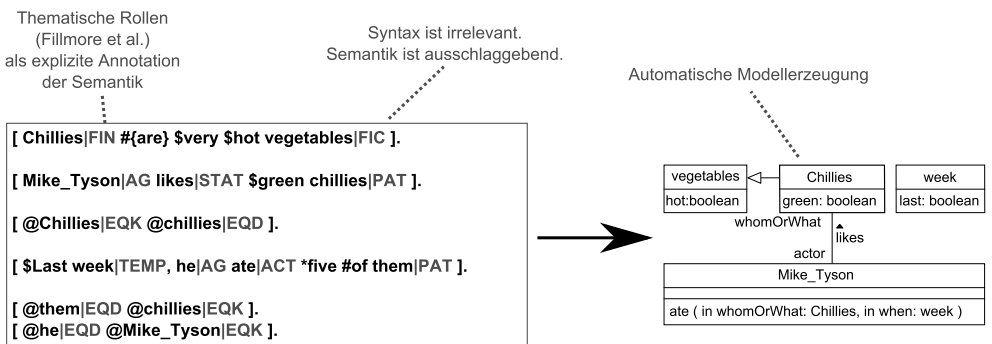 Thematische Rollen
(Fillmore et al.)
als explizite Annotation
der Semantik
Syntax ist irrelevant.
Semantik ist ausschlaggebend.
Automatische Modellerzeugung
[ Chillies|FIN #{are} $very $hot vegetables|FIC ].
[ Mike_Tyson|AG likes|STAT $green chillies|PAT ].
[ @Chillies|EQK @chillies|EQD ].
[ $Last week|TEMP, he|AG ate|ACT *five #of them|PAT ].
[ @them|EQD @chillies|EQK ].
[ @he|EQD @Mike_Tyson|EQK ].
vegetables
hot:boolean
Chillies
green: boolean
week
last: boolean
whomOrWhat
likes
actor
Mike_Tyson
ate ( in whomOrWhat: Chillies, in when: week )